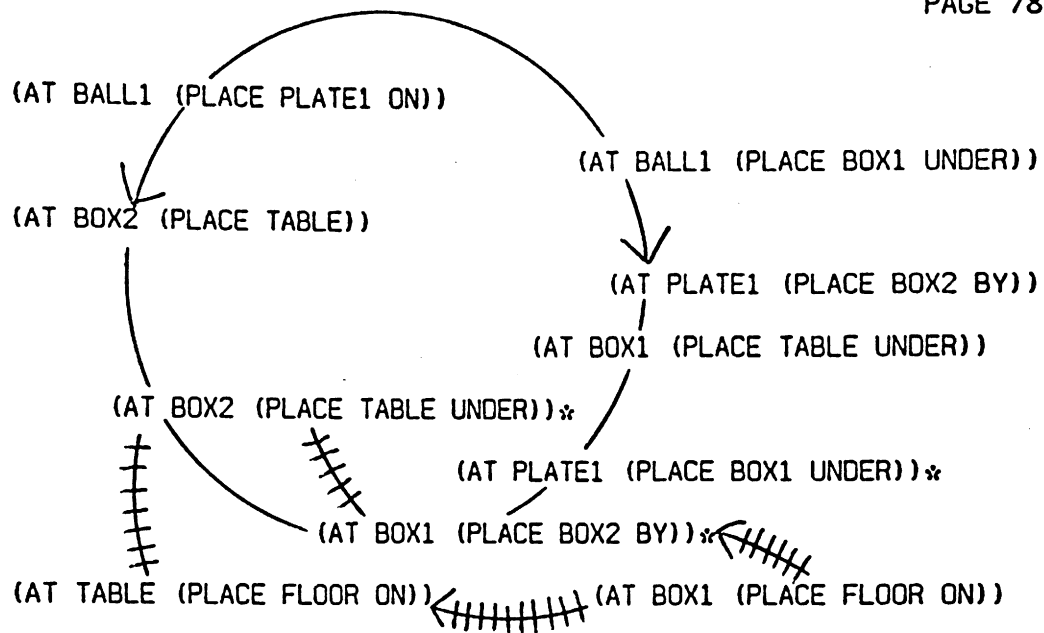 PAGE 78
(AT BALL1 (PLACE PLATE1 ON))
(AT BALL1 (PLACE BOX1 UNDER))
(AT BOX2 (PLACE TABLE))
(AT PLATE1 (PLACE BOX2 BY))
(AT BOX1 (PLACE TABLE UNDER))
(AT BOX2 (PLACE TABLE UNDER))*
(AT PLATE1 (PLACE BOX1 UNDER))*
(AT BOX1 (PLACE BOX2 BY))*
(AT TABLE (PLACE FLOOR ON)) (AT BOX1 (PLACE FLOOR ON))